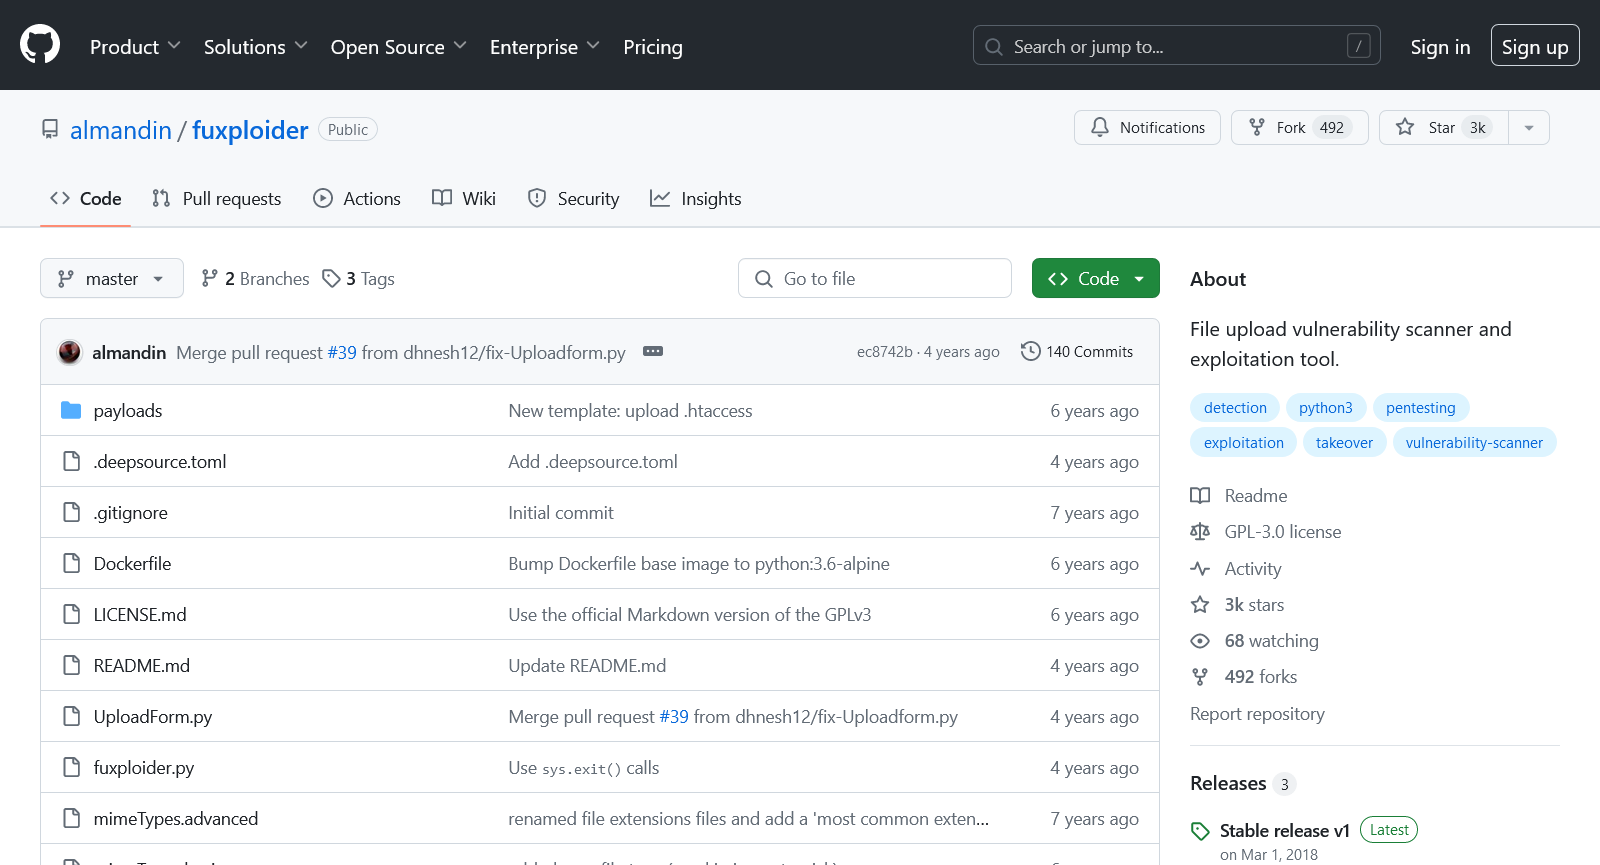 Product Solutions Open Source Enterprise Pricing Search or jump to... / Sign in Sign up
almandin / fuxploider Public Notifications Fork 492 Star 3k
Code Pull requests Actions Wiki Security Insights
master 2 Branches 3 Tags Go to file Code
almandin Merge pull request #39 from dhnesh12/fix-Uploadform.py ec8742b · 4 years ago 140 Commits
payloads New template: upload .htaccess 6 years ago
.deepsource.toml Add .deepsource.toml 4 years ago
.gitignore Initial commit 7 years ago
Dockerfile Bump Dockerfile base image to python:3.6-alpine 6 years ago
LICENSE.md Use the official Markdown version of the GPLv3 6 years ago
README.md Update README.md 4 years ago
UploadForm.py Merge pull request #39 from dhnesh12/fix-Uploadform.py 4 years ago
fuxploider.py Use sys.exit() calls 4 years ago
mimeTypes.advanced renamed file extensions files and add a 'most common exten... 7 years ago
About
File upload vulnerability scanner and
exploitation tool.
detection python3 pentesting
exploitation takeover vulnerability-scanner
Readme
GPL-3.0 license
Activity
3k stars
68 watching
492 forks
Report repository
Releases 3
Stable release v1 Latest
on Mar 1, 2018